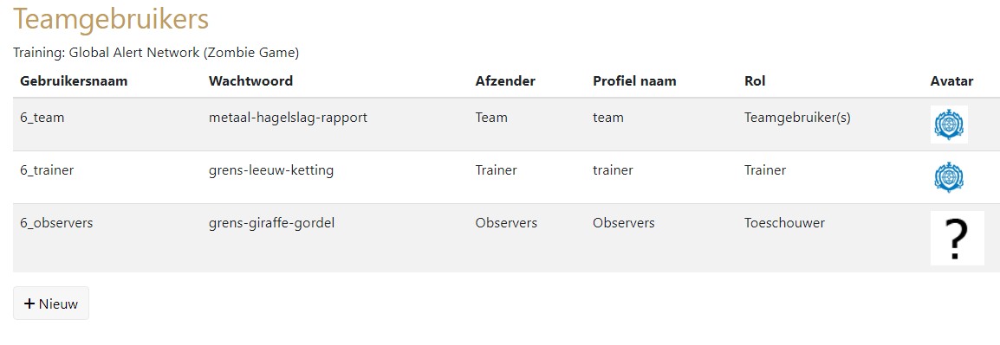 Teamgebruikers
Training: Global Alert Network (Zombie Game)
Gebruikersnaam Wachtwoord Afzender Profiel naam Rol Avatar
6_team metaal-hagelslag-rapport Team team Teamgebruiker(s)
6_trainer grens-leeuw-ketting Trainer trainer Trainer
6_observers grens-giraffe-gordel Observers Observers Toeschouwer
?
+ Nieuw